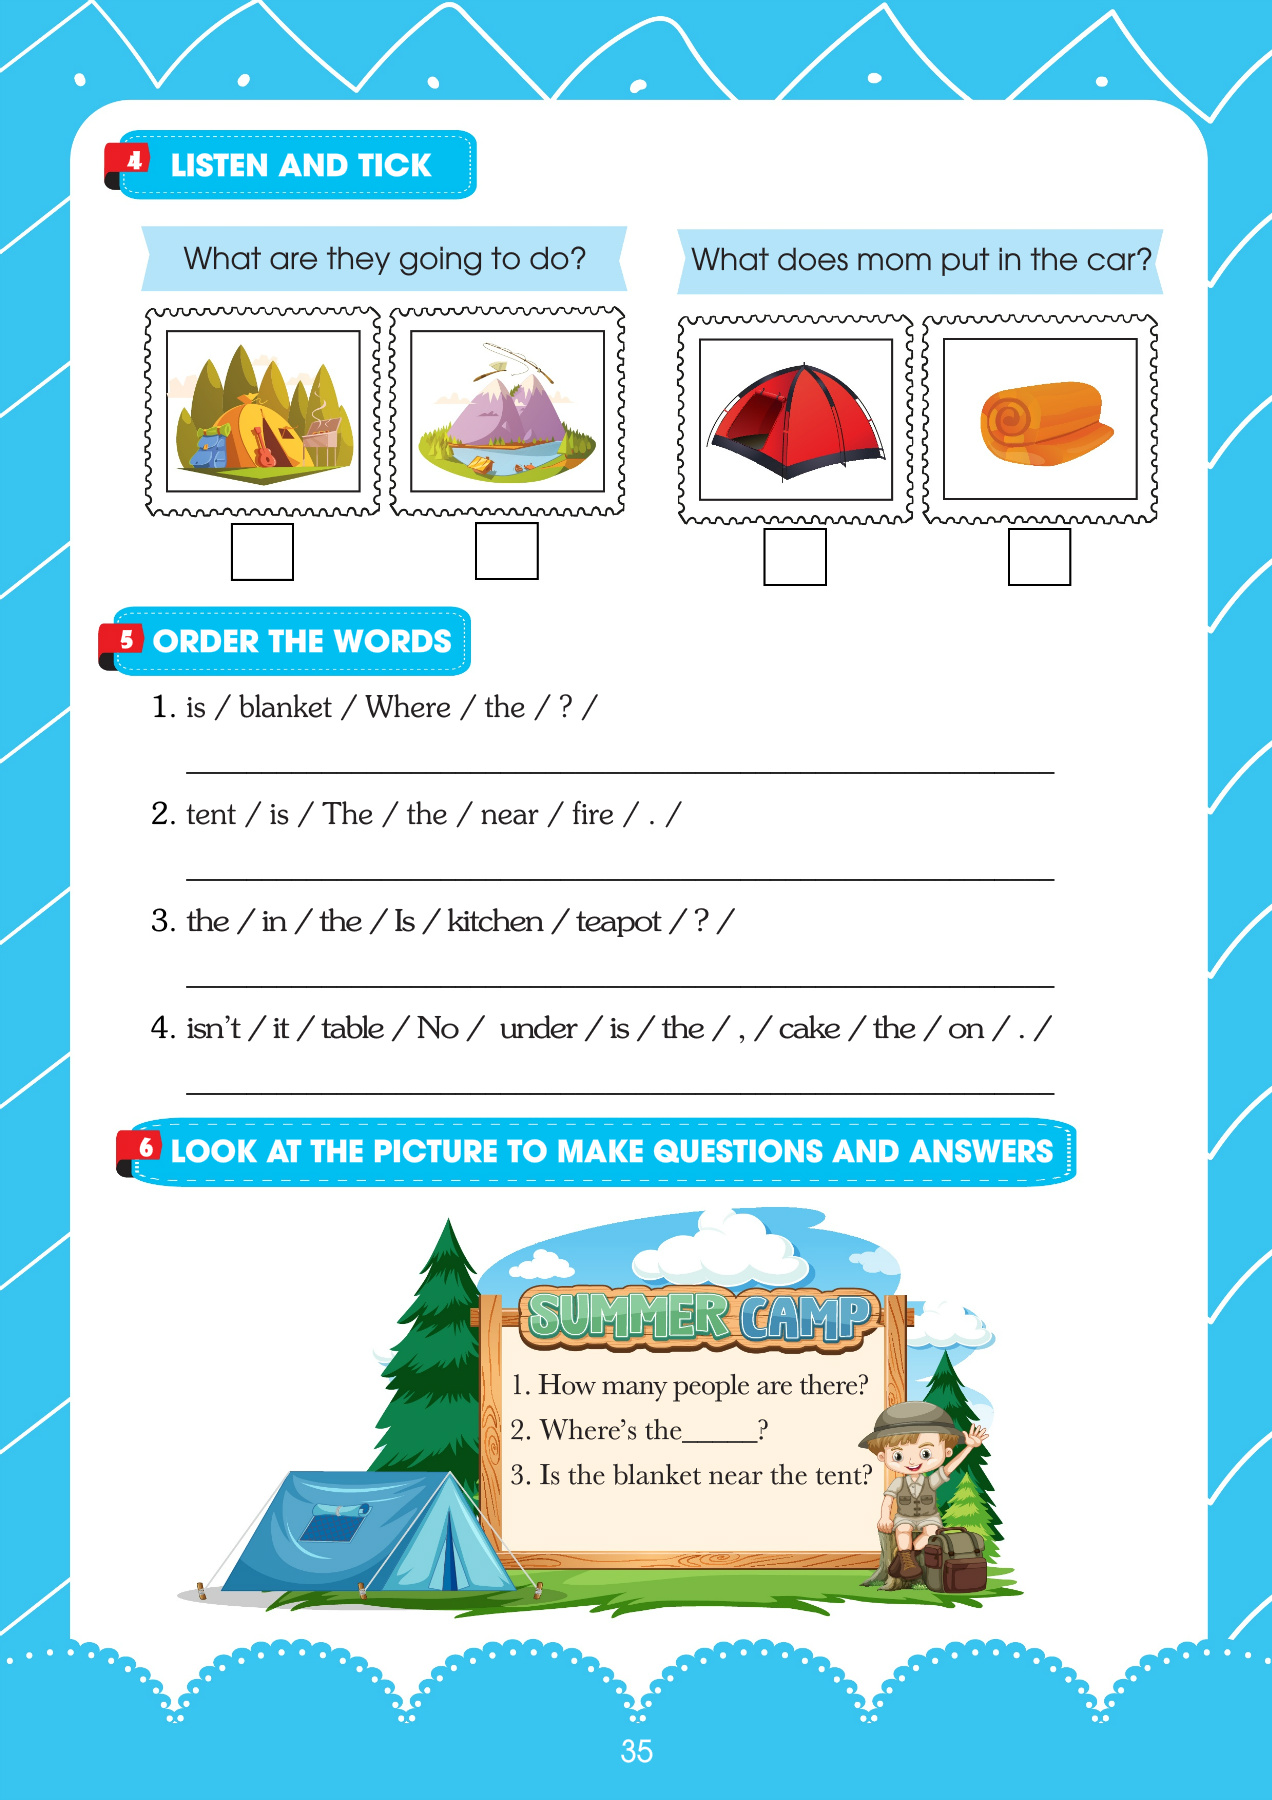 4 LISTEN AND TICK
What are they going to do?
What does mom put in the car?
5 ORDER THE WORDS
1. is / blanket / Where / the / ? /
2. tent / is / The / the / near / fire / . /
3. the / in / the / Is / kitchen / teapot / ? /
4. isn't / it / table / No / under / is / the / , / cake / the / on / . /
6 LOOK AT THE PICTURE TO MAKE QUESTIONS AND ANSWERS
SUMMER CAMP
1. How many people are there?
2. Where's the_____?
3. Is the blanket near the tent?
35